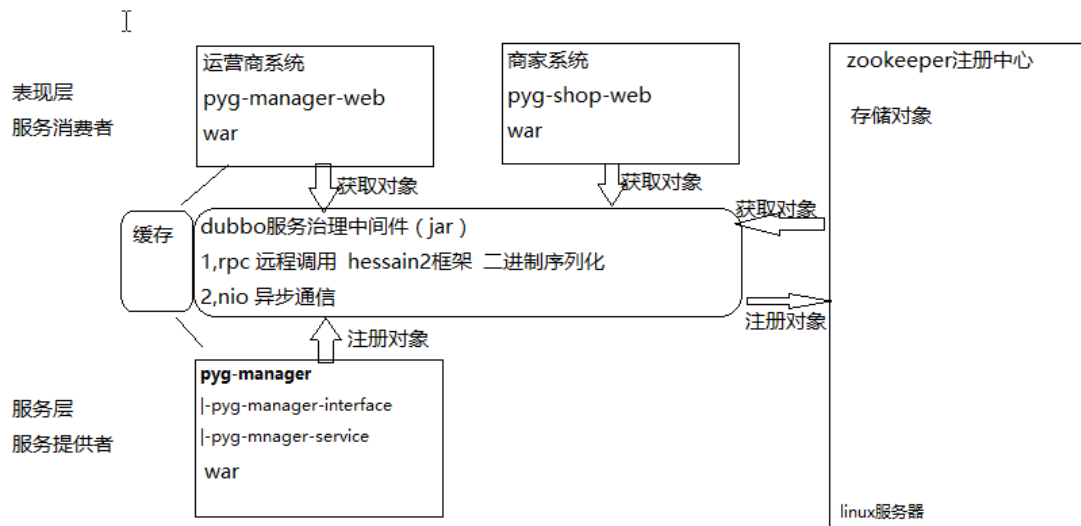 表现层
服务消费者
运营商系统
pyg-manager-web
war
商家系统
pyg-shop-web
war
zookeeper注册中心
存储对象
获取对象
获取对象
获取对象
缓存
dubbo服务治理中间件（jar）
1,rpc 远程调用 hessain2框架 二进制序列化
2,nio 异步通信
注册对象
注册对象
服务层
服务提供者
pyg-manager
|-pyg-manager-interface
|-pyg-mnager-service
war
linux服务器